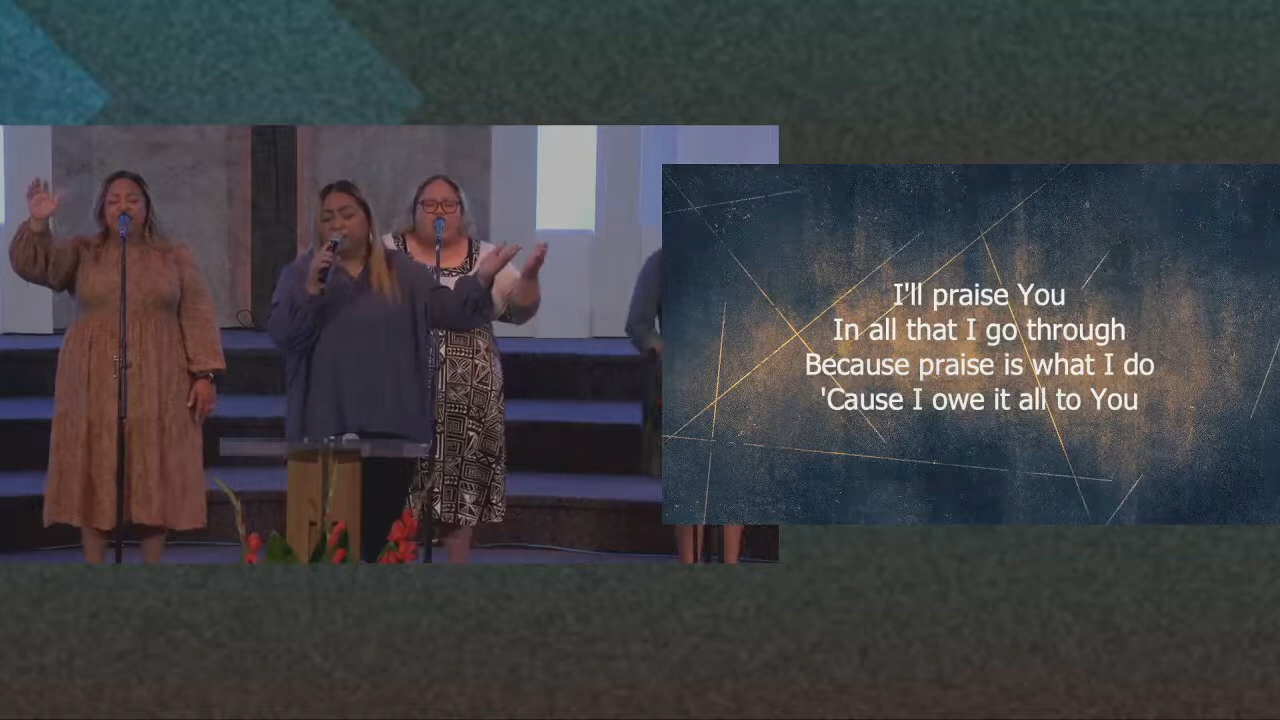 I'll praise You
In all that I go through
Because praise is what I do
'Cause I owe it all to You